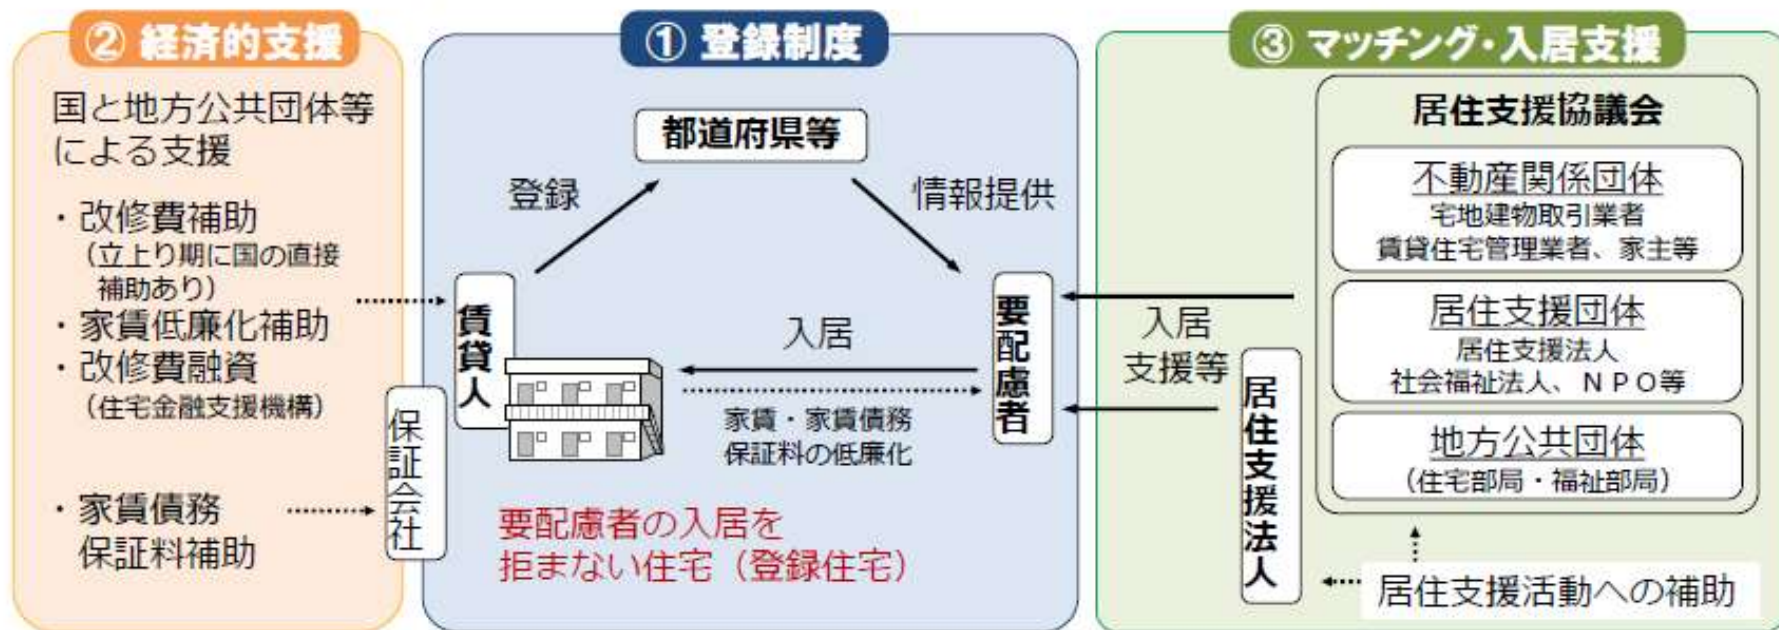 ② 経済的支援
国と地方公共団体等
による支援
・改修費補助
（立上り期に国の直接
補助あり）
・家賃低廉化補助
・改修費融資
（住宅金融支援機構）
・家賃債務
保証料補助
保証会社
① 登録制度
都道府県等
登録
情報提供
賃貸人
入居
要配慮者
家賃・家賃債務
保証料の低廉化
要配慮者の入居を
拒まない住宅（登録住宅）
③ マッチング・入居支援
居住支援協議会
不動産関係団体
宅地建物取引業者
賃貸住宅管理業者、家主等
居住支援団体
居住支援法人
社会福祉法人、ＮＰＯ等
地方公共団体
（住宅部局・福祉部局）
入居
支援等
居住支援法人
居住支援活動への補助